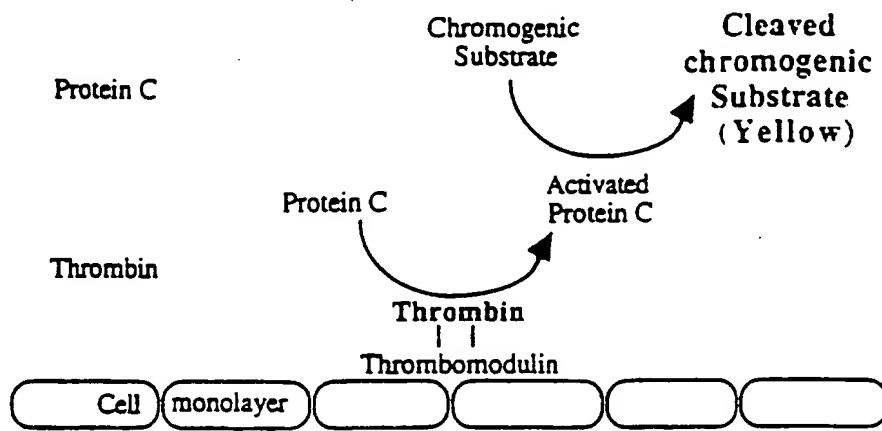 Chromogenic
Substrate
Cleaved
chromogenic
Substrate
(Yellow)
Protein C
Protein C
Activated
Protein C
Thrombin
Thrombin
Thrombomodulin
Cell monolayer